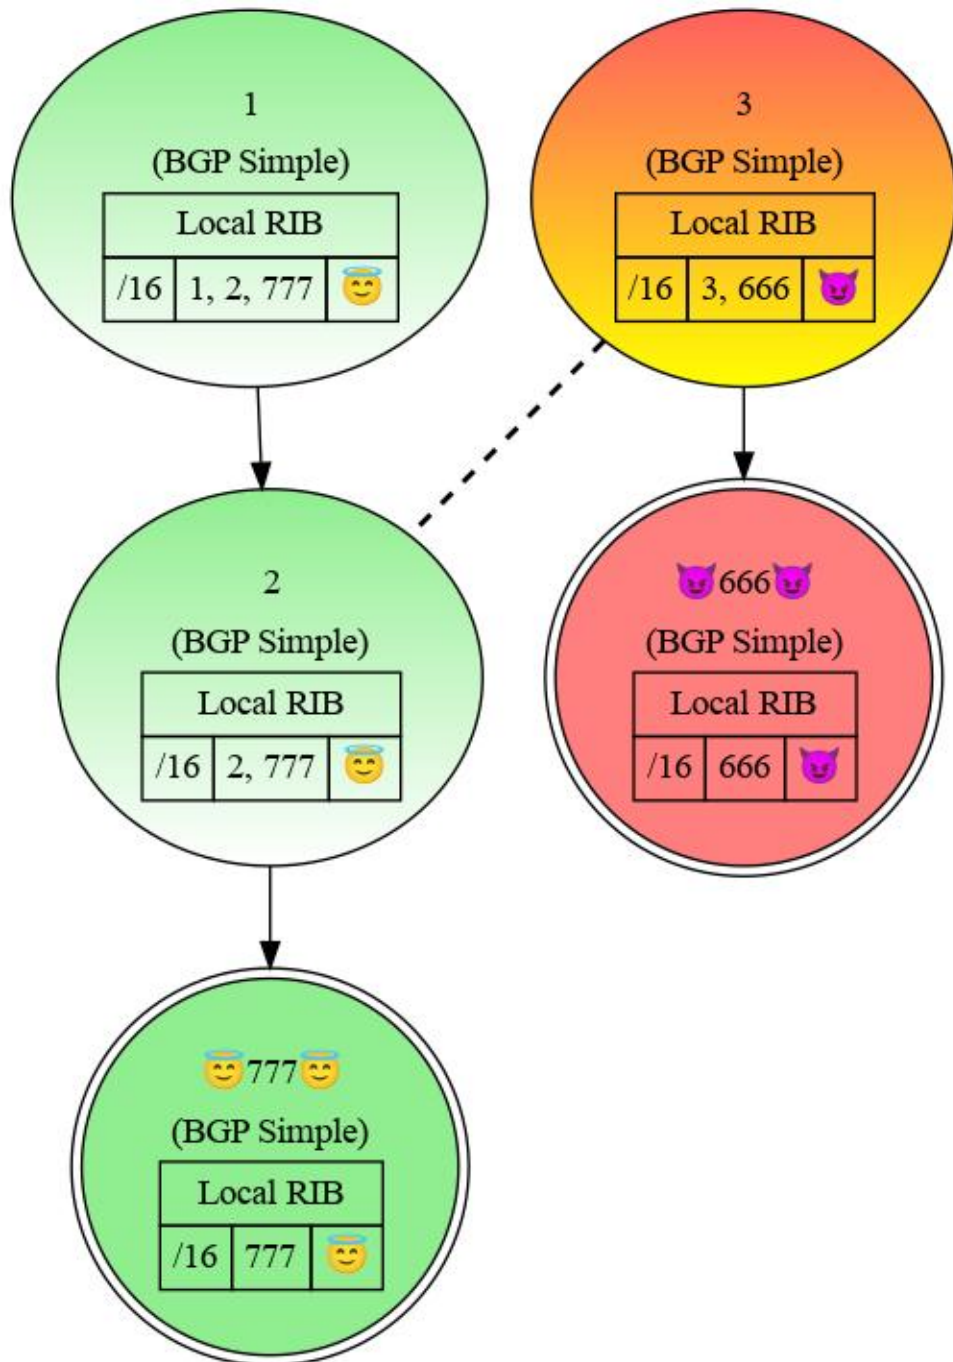 1
(BGP Simple)
Local RIB
/16 1, 2, 777 😇
3
(BGP Simple)
Local RIB
/16 3, 666 😈
2
(BGP Simple)
Local RIB
/16 2, 777 😇
😈666😈
(BGP Simple)
Local RIB
/16 666 😈
😇777😇
(BGP Simple)
Local RIB
/16 777 😇